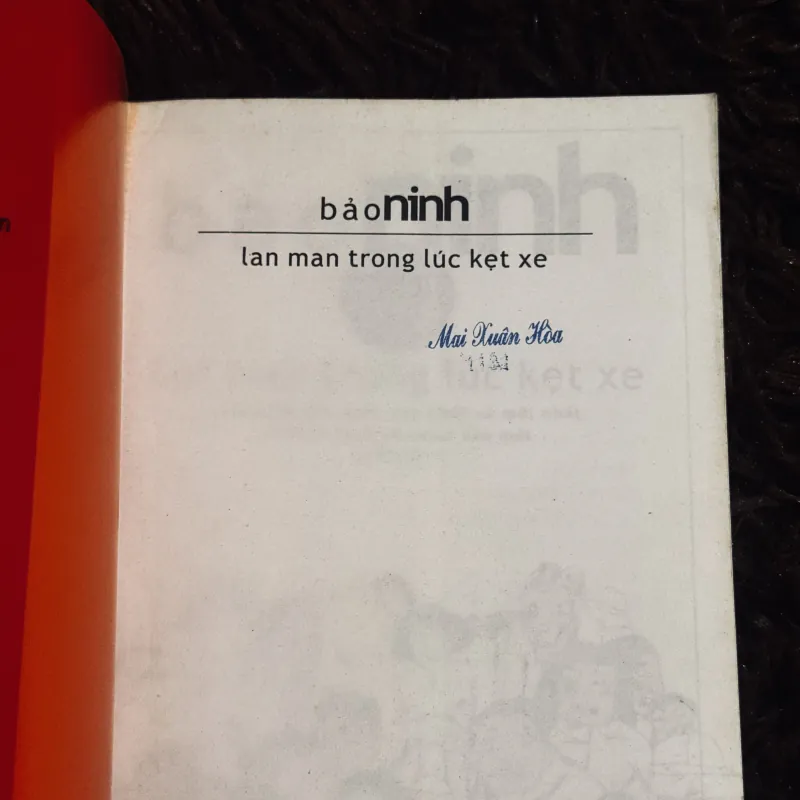 bảoninh
lan man trong lúc kẹt xe
Mai Xuân Hòa